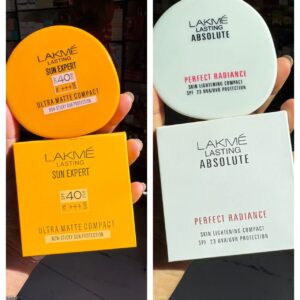 LAKMĒ
LASTING
SUN EXPERT
SPF 40
PA +++
ULTRA MATTE COMPACT
NON-STICKY SUN PROTECTION
LAKMĒ
LASTING
SUN EXPERT
SPF 40
PA +++
ULTRA MATTE COMPACT
NON-STICKY SUN PROTECTION
LAKMĒ
LASTING
ABSOLUTE
PERFECT RADIANCE
SKIN LIGHTENING COMPACT
SPF 23 UVA/UVB PROTECTION
LAKMĒ
LASTING
ABSOLUTE
PERFECT RADIANCE
SKIN LIGHTENING COMPACT
SPF 23 UVA/UVB PROTECTION